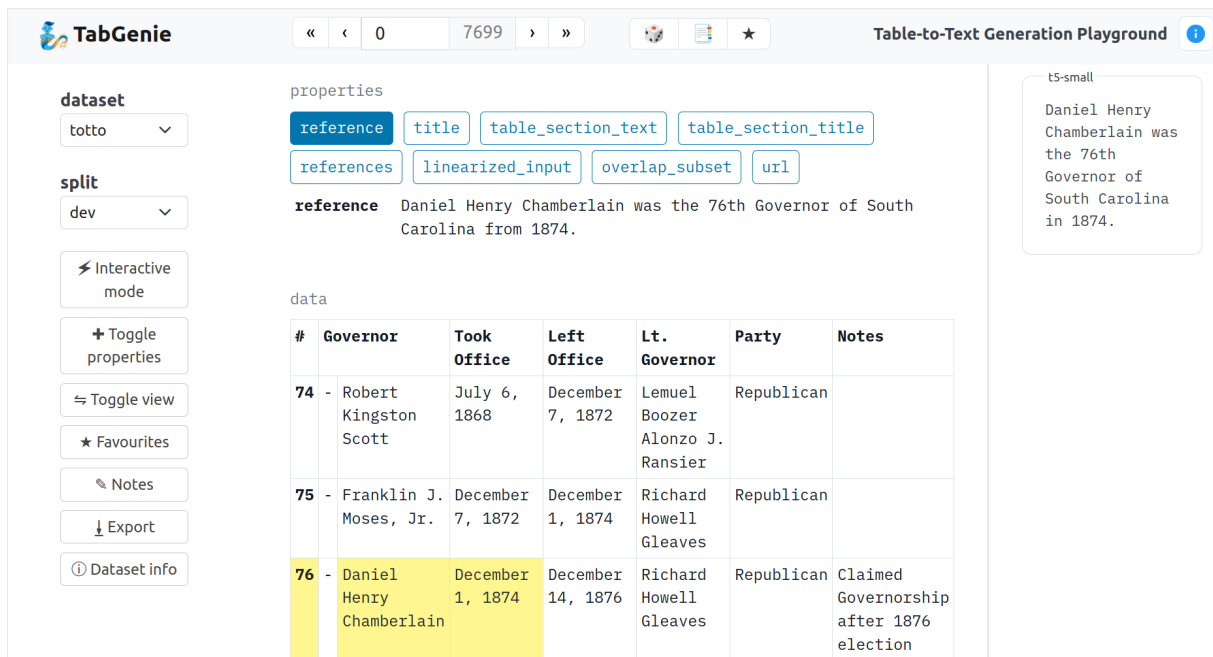 TabGenie
« ‹ 0 7699 › »
★
Table-to-Text Generation Playground
i
dataset
totto
split
dev
Interactive
mode
✚ Toggle
properties
⇋ Toggle view
★ Favourites
✎ Notes
Export
ⓘ Dataset info
properties
reference title table_section_text table_section_title
references linearized_input overlap_subset url
reference Daniel Henry Chamberlain was the 76th Governor of South
Carolina from 1874.
data
# Governor Took Left Lt. Party Notes
Office Office Governor
74 - Robert July 6, December Lemuel Republican
Kingston 1868 7, 1872 Boozer
Scott Alonzo J.
Ransier
75 - Franklin J. December December Richard Republican
Moses, Jr. 7, 1872 1, 1874 Howell
Gleaves
76 - Daniel December December Richard Republican Claimed
Henry 1, 1874 14, 1876 Howell Governorship
Chamberlain Gleaves after 1876
election
t5-small
Daniel Henry
Chamberlain was
the 76th
Governor of
South Carolina
in 1874.